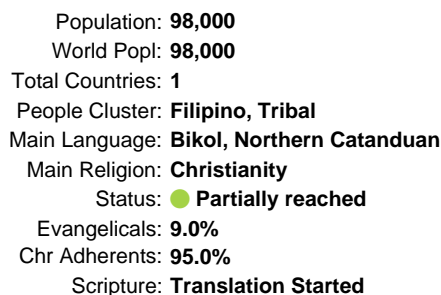 Population: 98,000
World Popl: 98,000
Total Countries: 1
People Cluster: Filipino, Tribal
Main Language: Bikol, Northern Catanduan
Main Religion: Christianity
Status: Partially reached
Evangelicals: 9.0%
Chr Adherents: 95.0%
Scripture: Translation Started